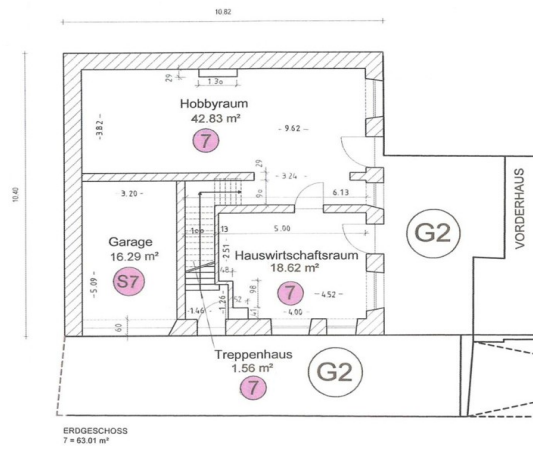 10.82
10.40
29
1.30
Hobbyraum
42.83 m²
7
3.82
9.62
29
3.24
90
6.13
3.20
100
13
5.00
Garage
16.29 m²
S7
5.09
60
2.51
Hauswirtschaftsraum
18.62 m²
7
48
98
62
4.52
1.46
1.26
4.00
G2
VORDERHAUS
Treppenhaus
1.56 m²
7
G2
ERDGESCHOSS
7 = 63.01 m²